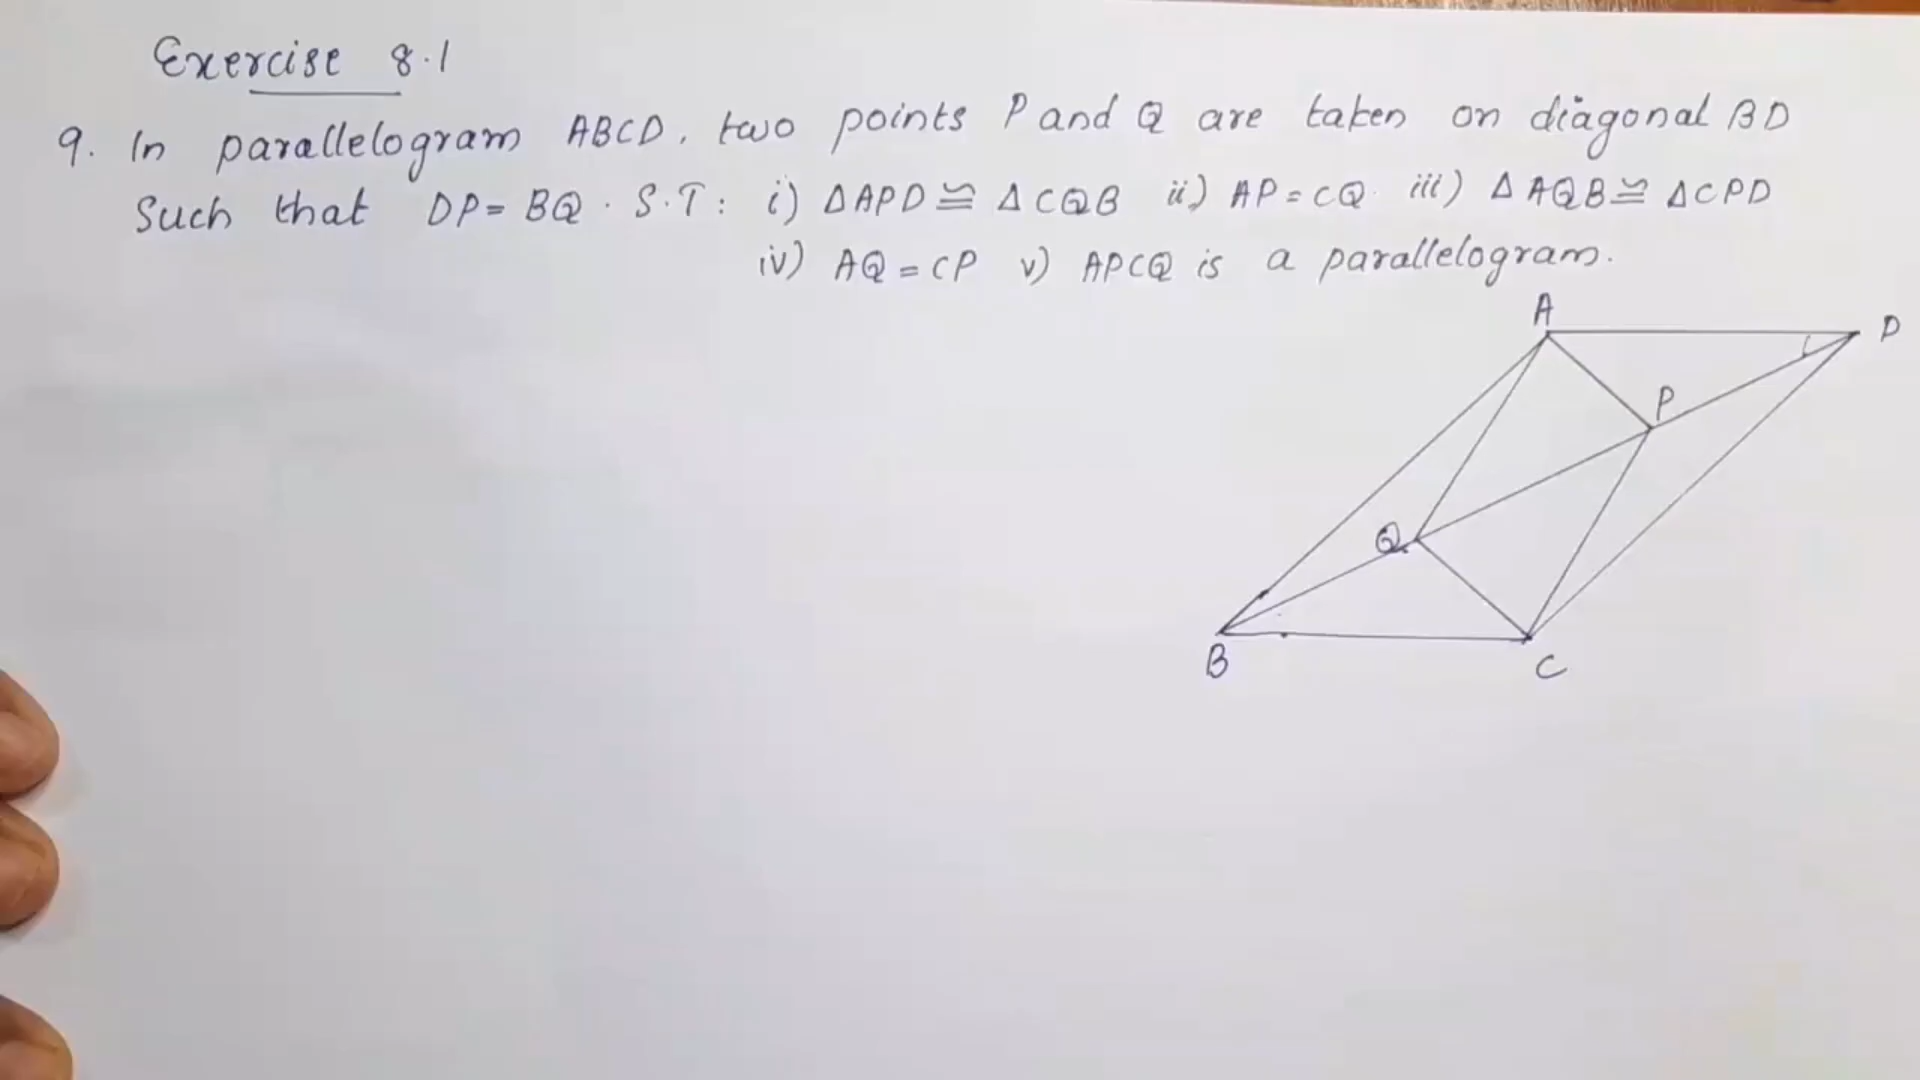 Exercise 8.1
9. In parallelogram ABCD, two points P and Q are taken on diagonal BD
Such that DP = BQ. S.T: i) ΔAPD ≅ ΔCQB ii) AP = CQ. iii) ΔAQB ≅ ΔCPD
iv) AQ = CP v) APCQ is a parallelogram.
A
D
P
Q
B
C